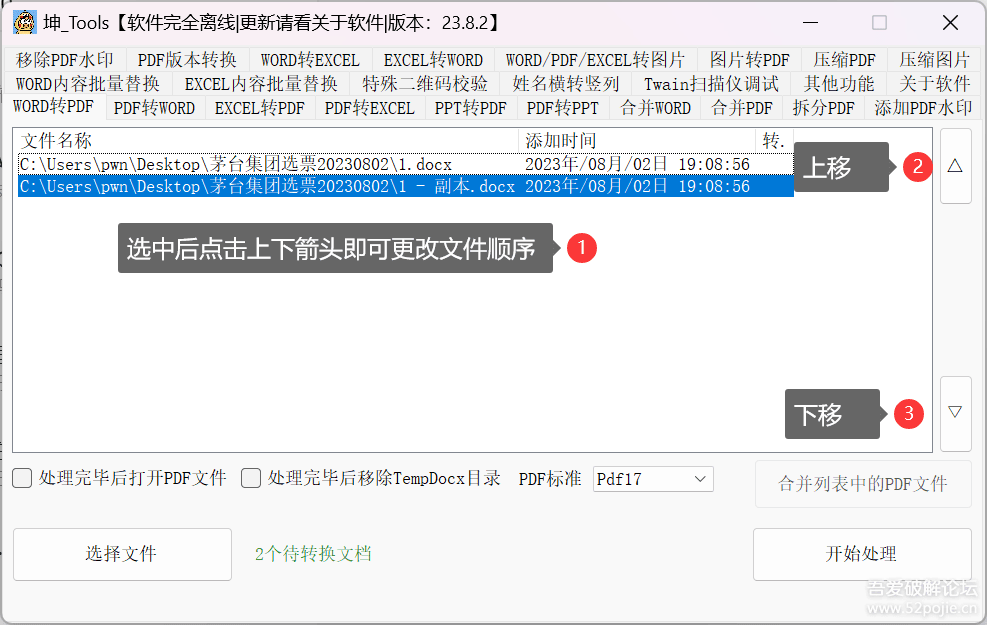 坤_Tools【软件完全离线|更新请看关于软件|版本：23.8.2】
移除PDF水印 PDF版本转换 WORD转EXCEL EXCEL转WORD WORD/PDF/EXCEL转图片 图片转PDF 压缩PDF 压缩图片
WORD内容批量替换 EXCEL内容批量替换 特殊二维码校验 姓名横转竖列 Twain扫描仪调试 其他功能 关于软件
WORD转PDF PDF转WORD EXCEL转PDF PDF转EXCEL PPT转PDF PDF转PPT 合并WORD 合并PDF 拆分PDF 添加PDF水印
文件名称 添加时间 转.
C:\Users\pwn\Desktop\茅台集团选票20230802\1.docx 2023年/08月/02日 19:08:56
上移 2 △
C:\Users\pwn\Desktop\茅台集团选票20230802\1 - 副本.docx 2023年/08月/02日 19:08:56
选中后点击上下箭头即可更改文件顺序 1
下移 3 ▽
处理完毕后打开PDF文件 处理完毕后移除TempDocx目录 PDF标准 Pdf17 合并列表中的PDF文件
选择文件 2个待转换文档 开始处理
吾爱破解论坛
www.52pojie.cn